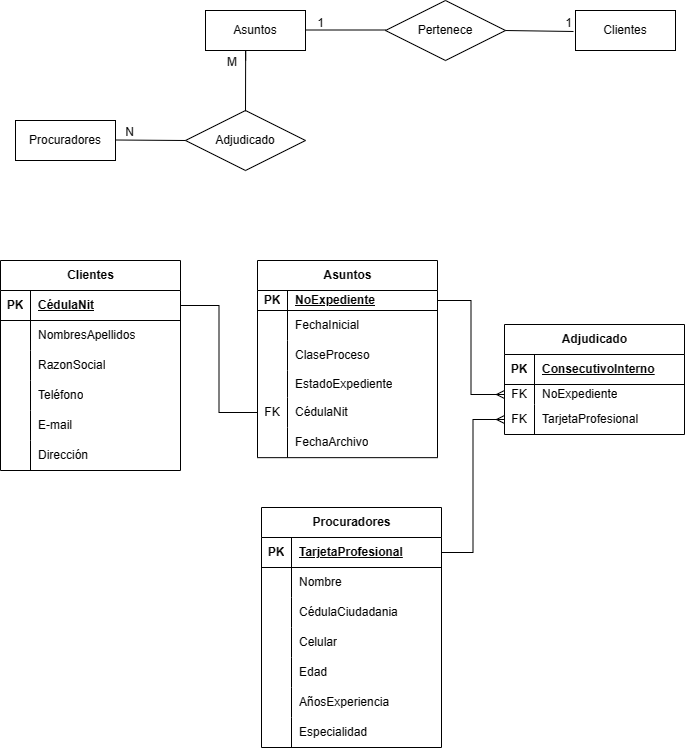 Asuntos
1
Pertenece
1
Clientes
M
Procuradores
N
Adjudicado
Clientes
PK CédulaNit
NombresApellidos
RazonSocial
Teléfono
E-mail
Dirección
Asuntos
PK NoExpediente
FechaInicial
ClaseProceso
EstadoExpediente
FK CédulaNit
FechaArchivo
Adjudicado
PK ConsecutivoInterno
FK NoExpediente
FK TarjetaProfesional
Procuradores
PK TarjetaProfesional
Nombre
CédulaCiudadania
Celular
Edad
AñosExperiencia
Especialidad